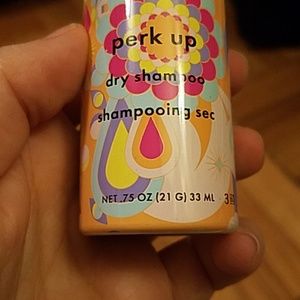 perk up
dry shampoo
shampooing sec
NET .75 OZ (21 G) 33 ML